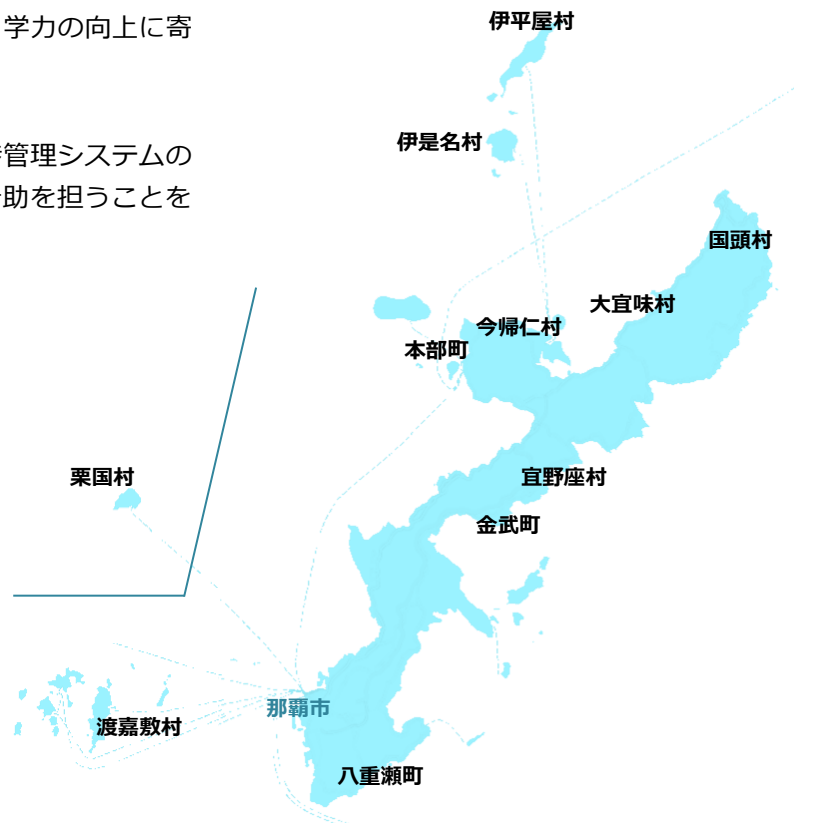 学力の向上に寄
管理システムの
助を担うことを
伊平屋村
伊是名村
国頭村
大宜味村
今帰仁村
本部町
粟国村
宜野座村
金武町
那覇市
渡嘉敷村
八重瀬町